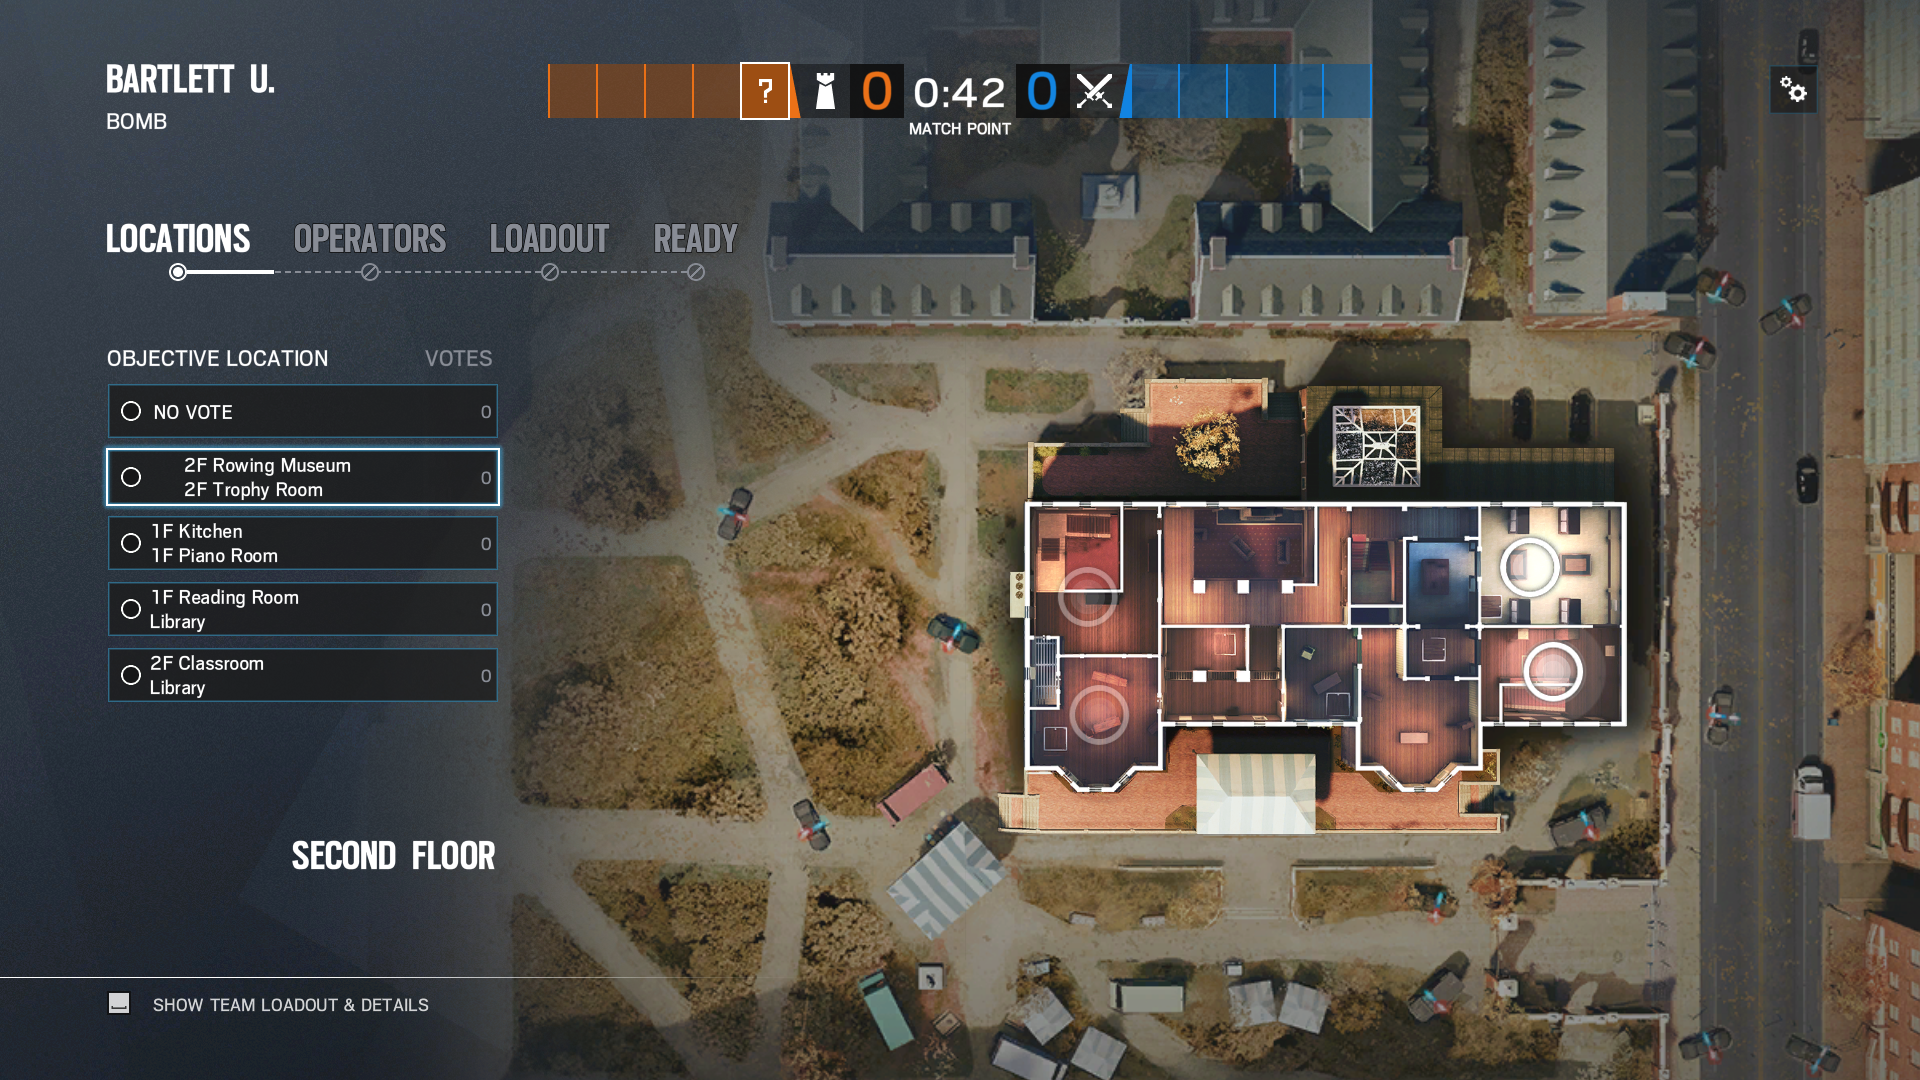 BARTLETT U.
BOMB
?
0
0:42
0
MATCH POINT
LOCATIONS
OPERATORS
LOADOUT
READY
OBJECTIVE LOCATION
VOTES
NO VOTE
0
2F Rowing Museum
2F Trophy Room
0
1F Kitchen
1F Piano Room
0
1F Reading Room
Library
0
2F Classroom
Library
0
SECOND FLOOR
SHOW TEAM LOADOUT & DETAILS